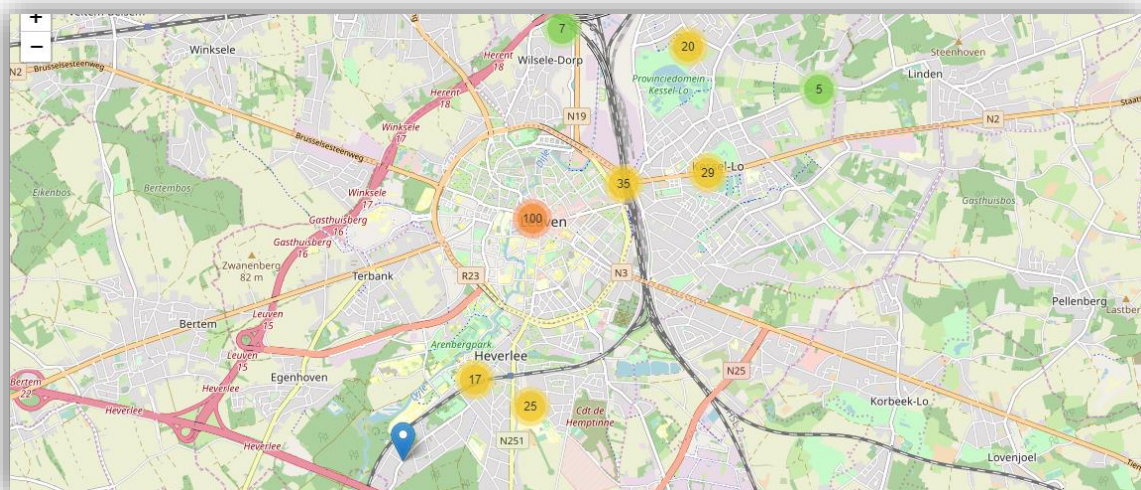 +
−
Winksele
N2
Brusselsesteenweg
Herent
18
7
Wilsele-Dorp
20
Provinciedomein
Kessel-Lo
Steenhoven
Linden
5
Herent
18
N19
N2
Winksele
17
Brusselsesteenweg
35
29
Eikenbos
Bertembos
Winksele
17
Gasthuisberg
16
Gasthuisberg
16
100
Gasthuisbos
Zwanenberg
82 m
Terbank
R23
N3
Pellenberg
Bertem
Leuven
15
Arenbergpark
Leuven
15
Heverlee
Egenhoven
Bertem
22
Heverlee
Heverlee
17
25
N25
Cdt de
Hemptinne
Korbeek-Lo
Heverlee
N251
Lovenjoel